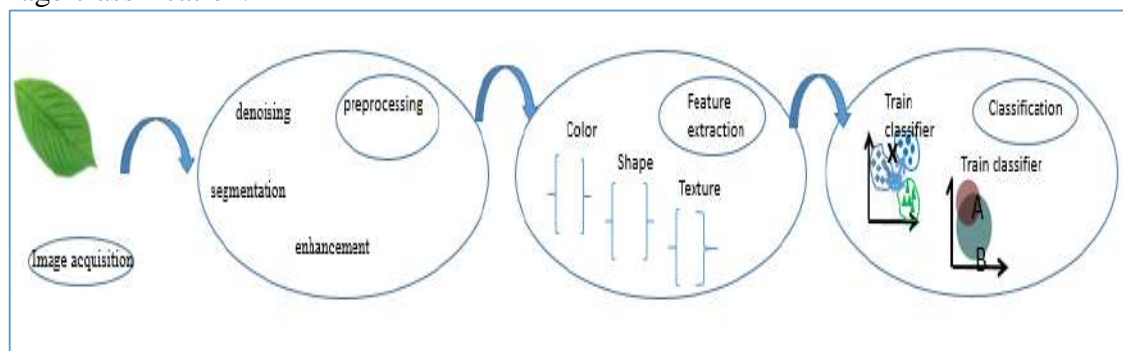 Image acquisition
denoising
preprocessing
segmentation
enhancement
Color
Shape
Texture
Feature
extraction
Train
classifier
X
Classification
Train classifier
A
B